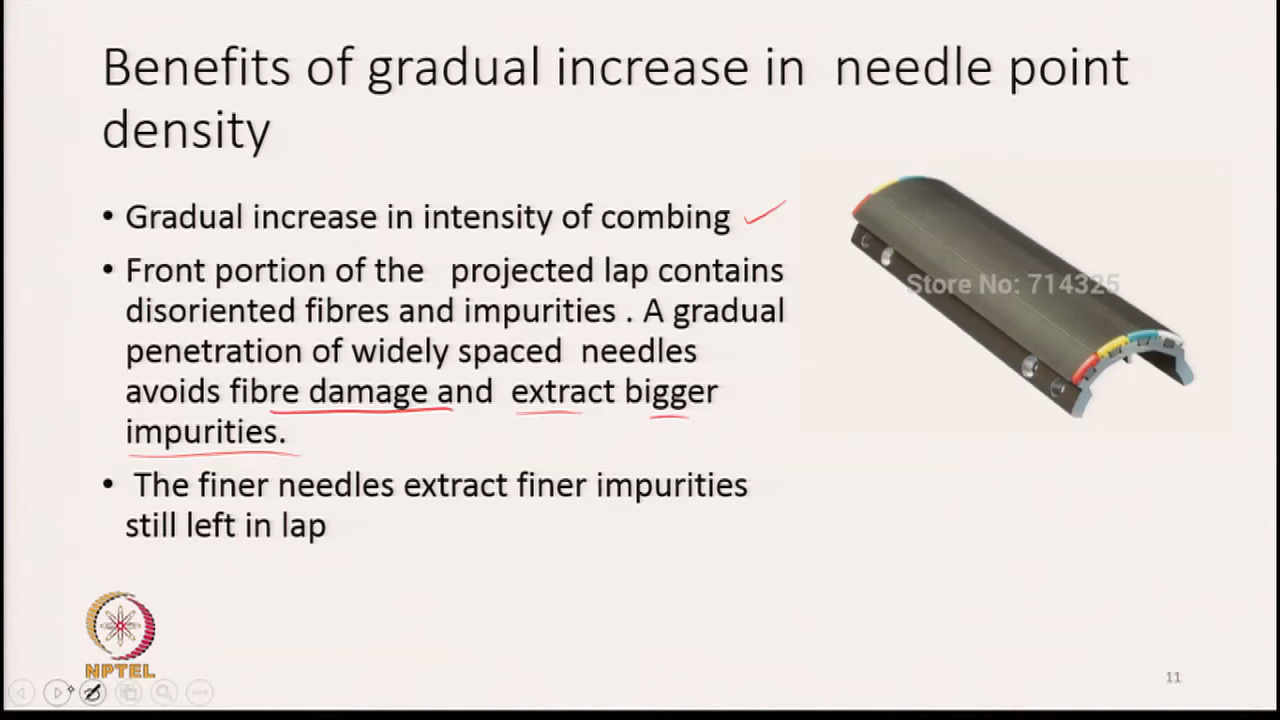 Benefits of gradual increase in needle point
density
• Gradual increase in intensity of combing
• Front portion of the projected lap contains
disoriented fibres and impurities . A gradual
penetration of widely spaced needles
avoids fibre damage and extract bigger
impurities.
• The finer needles extract finer impurities
still left in lap
Store No: 714325
NPTEL
11